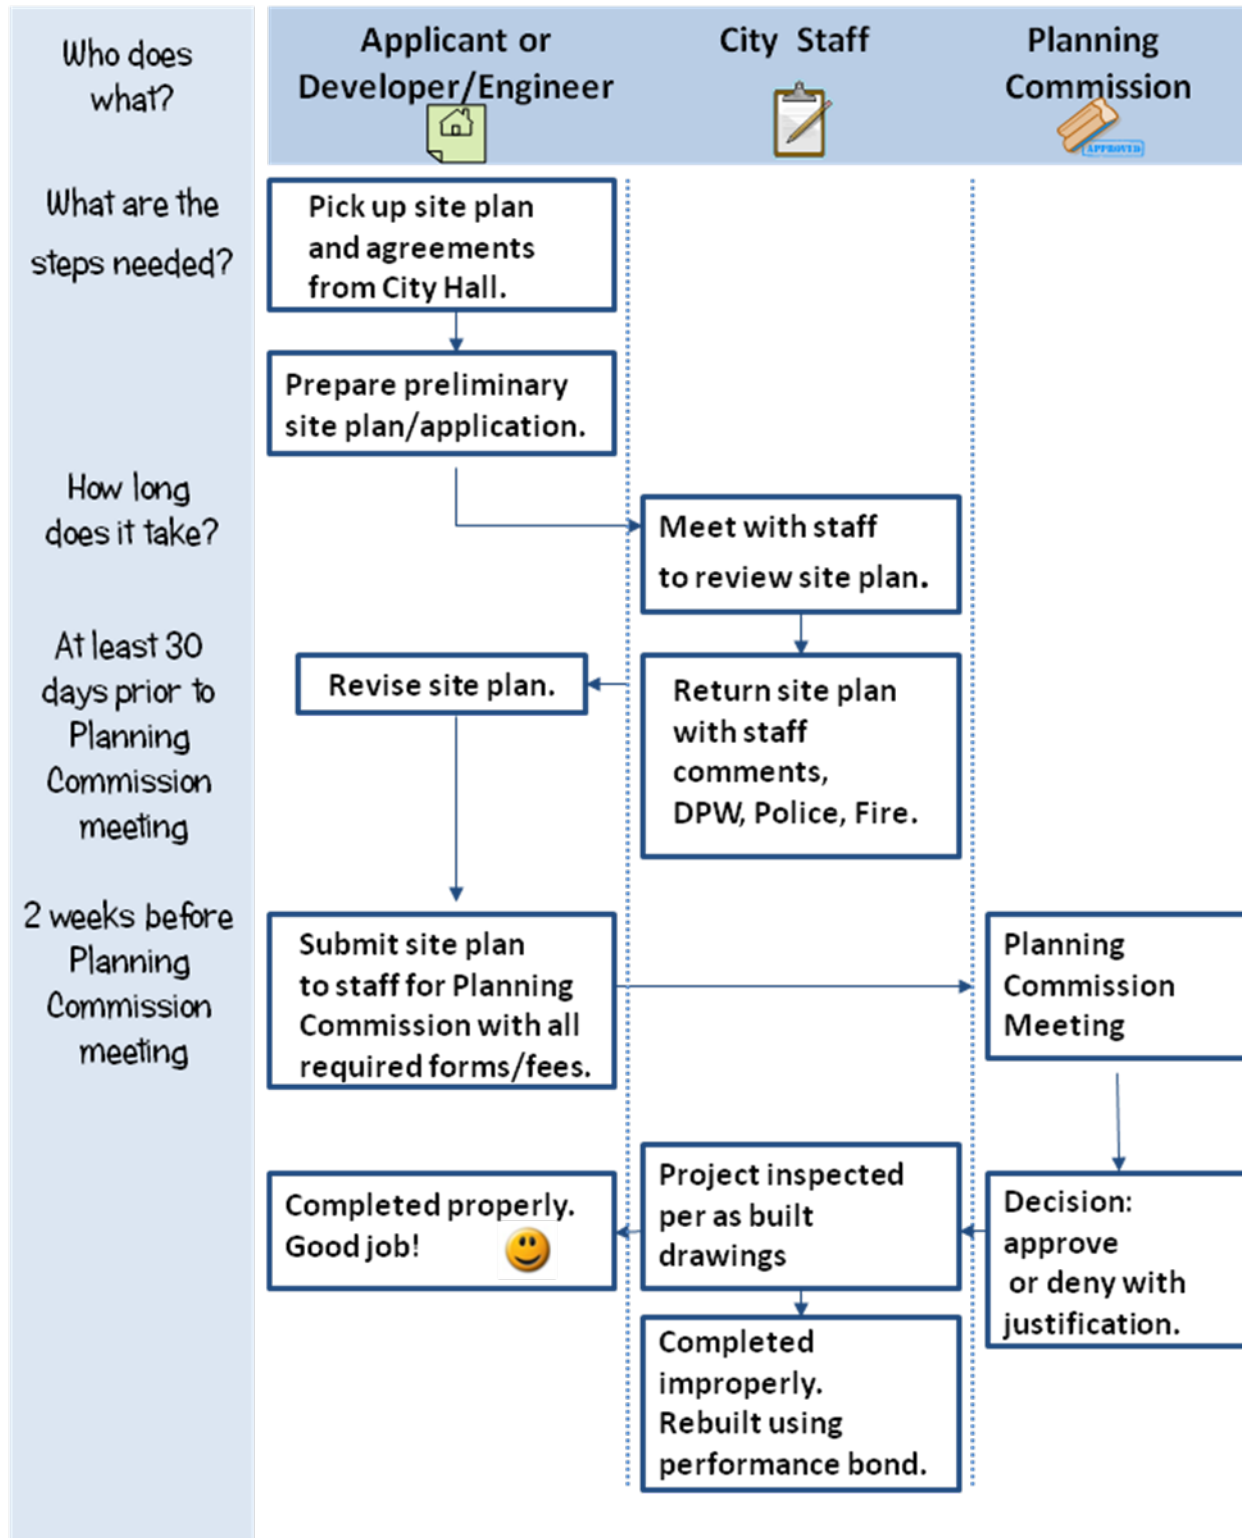 Who does
what?
Applicant or
Developer/Engineer
City Staff
Planning
Commission
APPROVED
What are the
steps needed?
Pick up site plan
and agreements
from City Hall.
Prepare preliminary
site plan/application.
How long
does it take?
Meet with staff
to review site plan.
At least 30
days prior to
Planning
Commission
meeting
Revise site plan.
Return site plan
with staff
comments,
DPW, Police, Fire.
2 weeks before
Planning
Commission
meeting
Submit site plan
to staff for Planning
Commission with all
required forms/fees.
Planning
Commission
Meeting
Completed properly.
Good job!
Project inspected
per as built
drawings
Decision:
approve
or deny with
justification.
Completed
improperly.
Rebuilt using
performance bond.